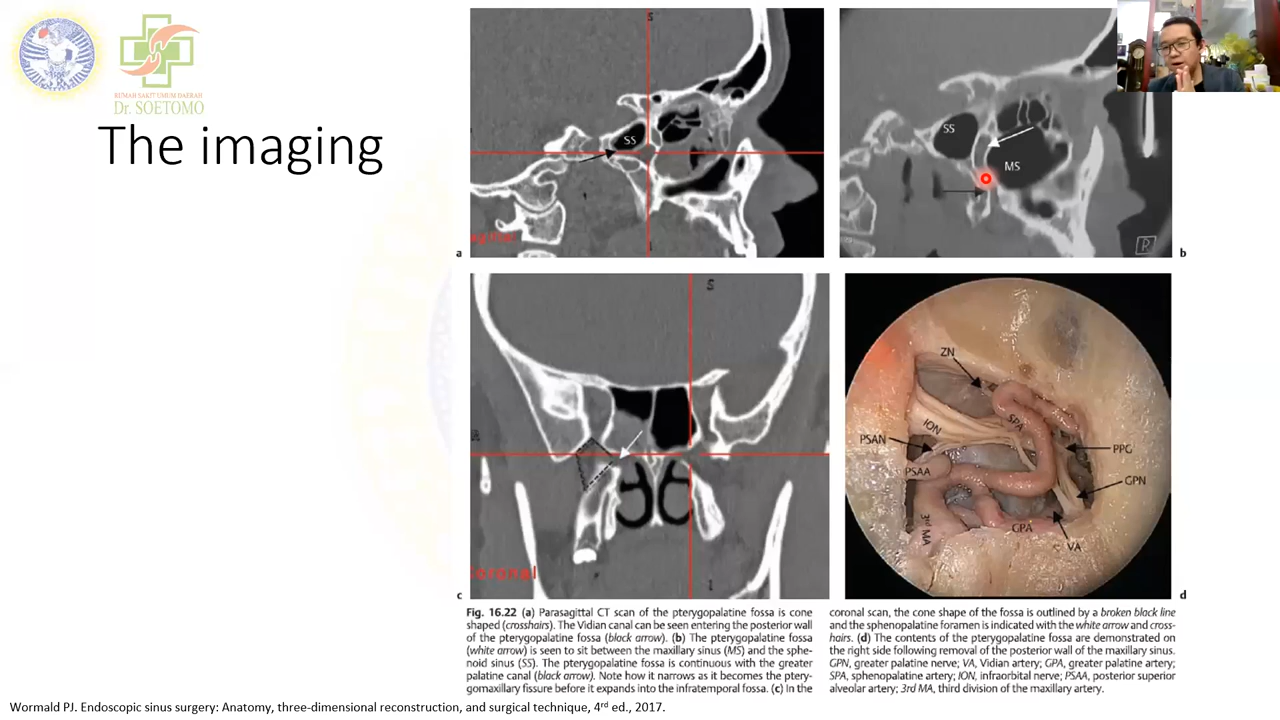 RUMAH SAKIT UMUM DAERAH
Dr. SOETOMO
The imaging
S
SS
a
SS
MS
R
b
S
Coronal
I
c
ZN
SPA
ION
PSAN
PPG
PSAA
GPN
3rd MA
GPA
VA
d
Fig. 16.22 (a) Parasagittal CT scan of the pterygopalatine fossa is cone
shaped (crosshairs). The Vidian canal can be seen entering the posterior wall
of the pterygopalatine fossa (black arrow). (b) The pterygopalatine fossa
(white arrow) is seen to sit between the maxillary sinus (MS) and the sphe-
noid sinus (SS). The pterygopalatine fossa is continuous with the greater
palatine canal (black arrow). Note how it narrows as it becomes the ptery-
gomaxillary fissure before it expands into the infratemporal fossa. (c) In the
coronal scan, the cone shape of the fossa is outlined by a broken black line
and the sphenopalatine foramen is indicated with the white arrow and cross-
hairs. (d) The contents of the pterygopalatine fossa are demonstrated on
the right side following removal of the posterior wall of the maxillary sinus.
GPN, greater palatine nerve; VA, Vidian artery; GPA, greater palatine artery;
SPA, sphenopalatine artery; ION, infraorbital nerve; PSAA, posterior superior
alveolar artery; 3rd MA, third division of the maxillary artery.
Wormald PJ. Endoscopic sinus surgery: Anatomy, three-dimensional reconstruction, and surgical technique, 4rd ed., 2017.